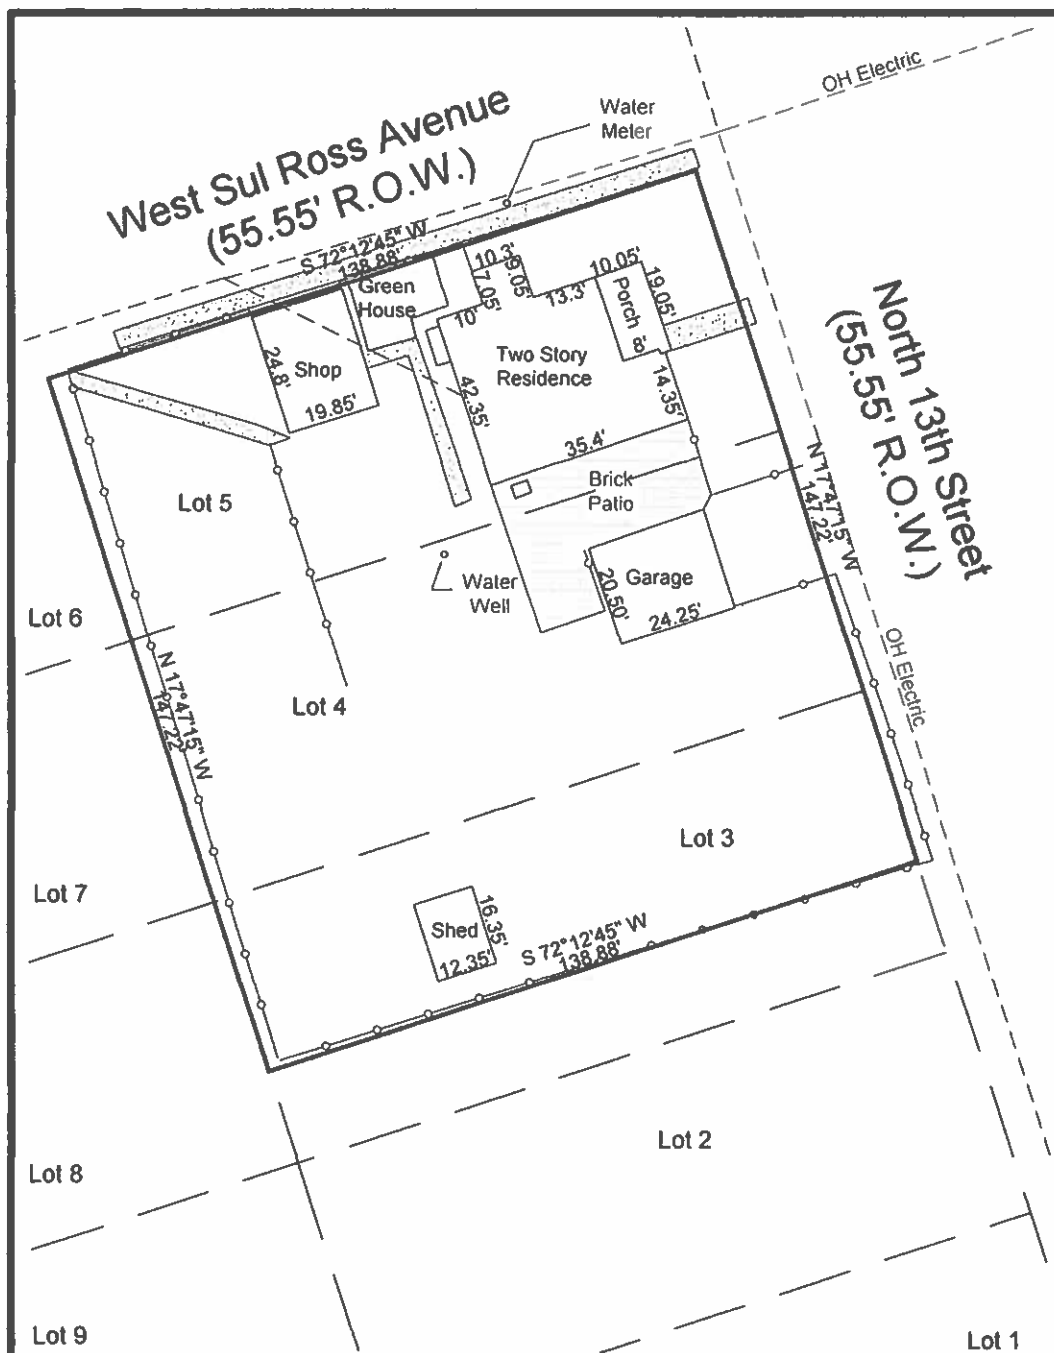 OH Electric
Water
Meter
West Sul Ross Avenue
(55.55' R.O.W.)
S 72°12'45" W
138.88'
Green
House
10.3'
9.05'
7.05'
10'
13.3'
10.05'
19.05'
Porch
8'
North 13th Street
(55.55' R.O.W.)
24.8'
Shop
19.85'
Two Story
Residence
42.35'
14.35'
35.4'
Brick
Patio
N 17°47'15" W
147.22'
Lot 5
Water
Well
20.50'
Garage
24.25'
Lot 6
OH Electric
N 17°47'15" W
147.22'
Lot 4
Lot 3
Lot 7
Shed
16.35'
12.35'
S 72°12'45" W
138.88'
Lot 2
Lot 8
Lot 9
Lot 1